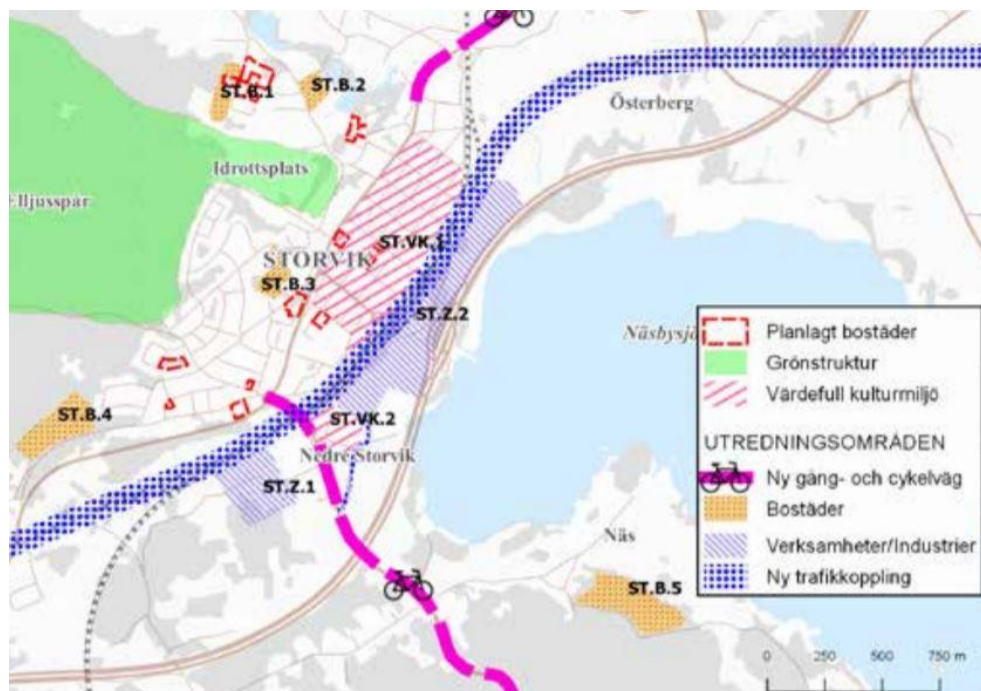 ST.B.1
ST.B.2
Österberg
Idrottsplats
Elljusspår
ST.VK.1
STORVIK
ST.B.3
ST.Z.2
Näsbysjö
ST.B.4
ST.VK.2
Nedre Storvik
ST.Z.1
Näs
ST.B.5
Planlagt bostäder
Grönstruktur
Värdefull kulturmiljö
UTREDNINGSOMRÅDEN
Ny gång- och cykelväg
Bostäder
Verksamheter/Industrier
Ny trafikkoppling
0 250 500 750 m